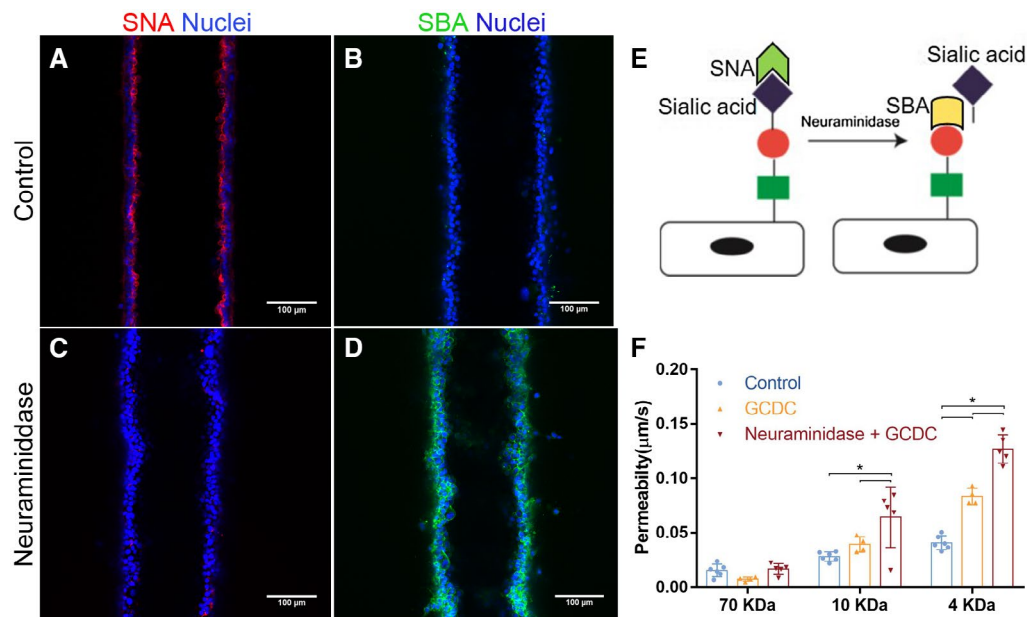 SNA Nuclei
SBA Nuclei
A
B
Control
100 µm
100 µm
C
D
Neuraminiddase
100 µm
100 µm
E
SNA
Sialic acid
Neuraminidase
Sialic acid
SBA
F
Permeabilty(µm/s)
0.20
0.15
0.10
0.05
0.00
Control
GCDC
Neuraminidase + GCDC
*
*
70 KDa
10 KDa
4 KDa